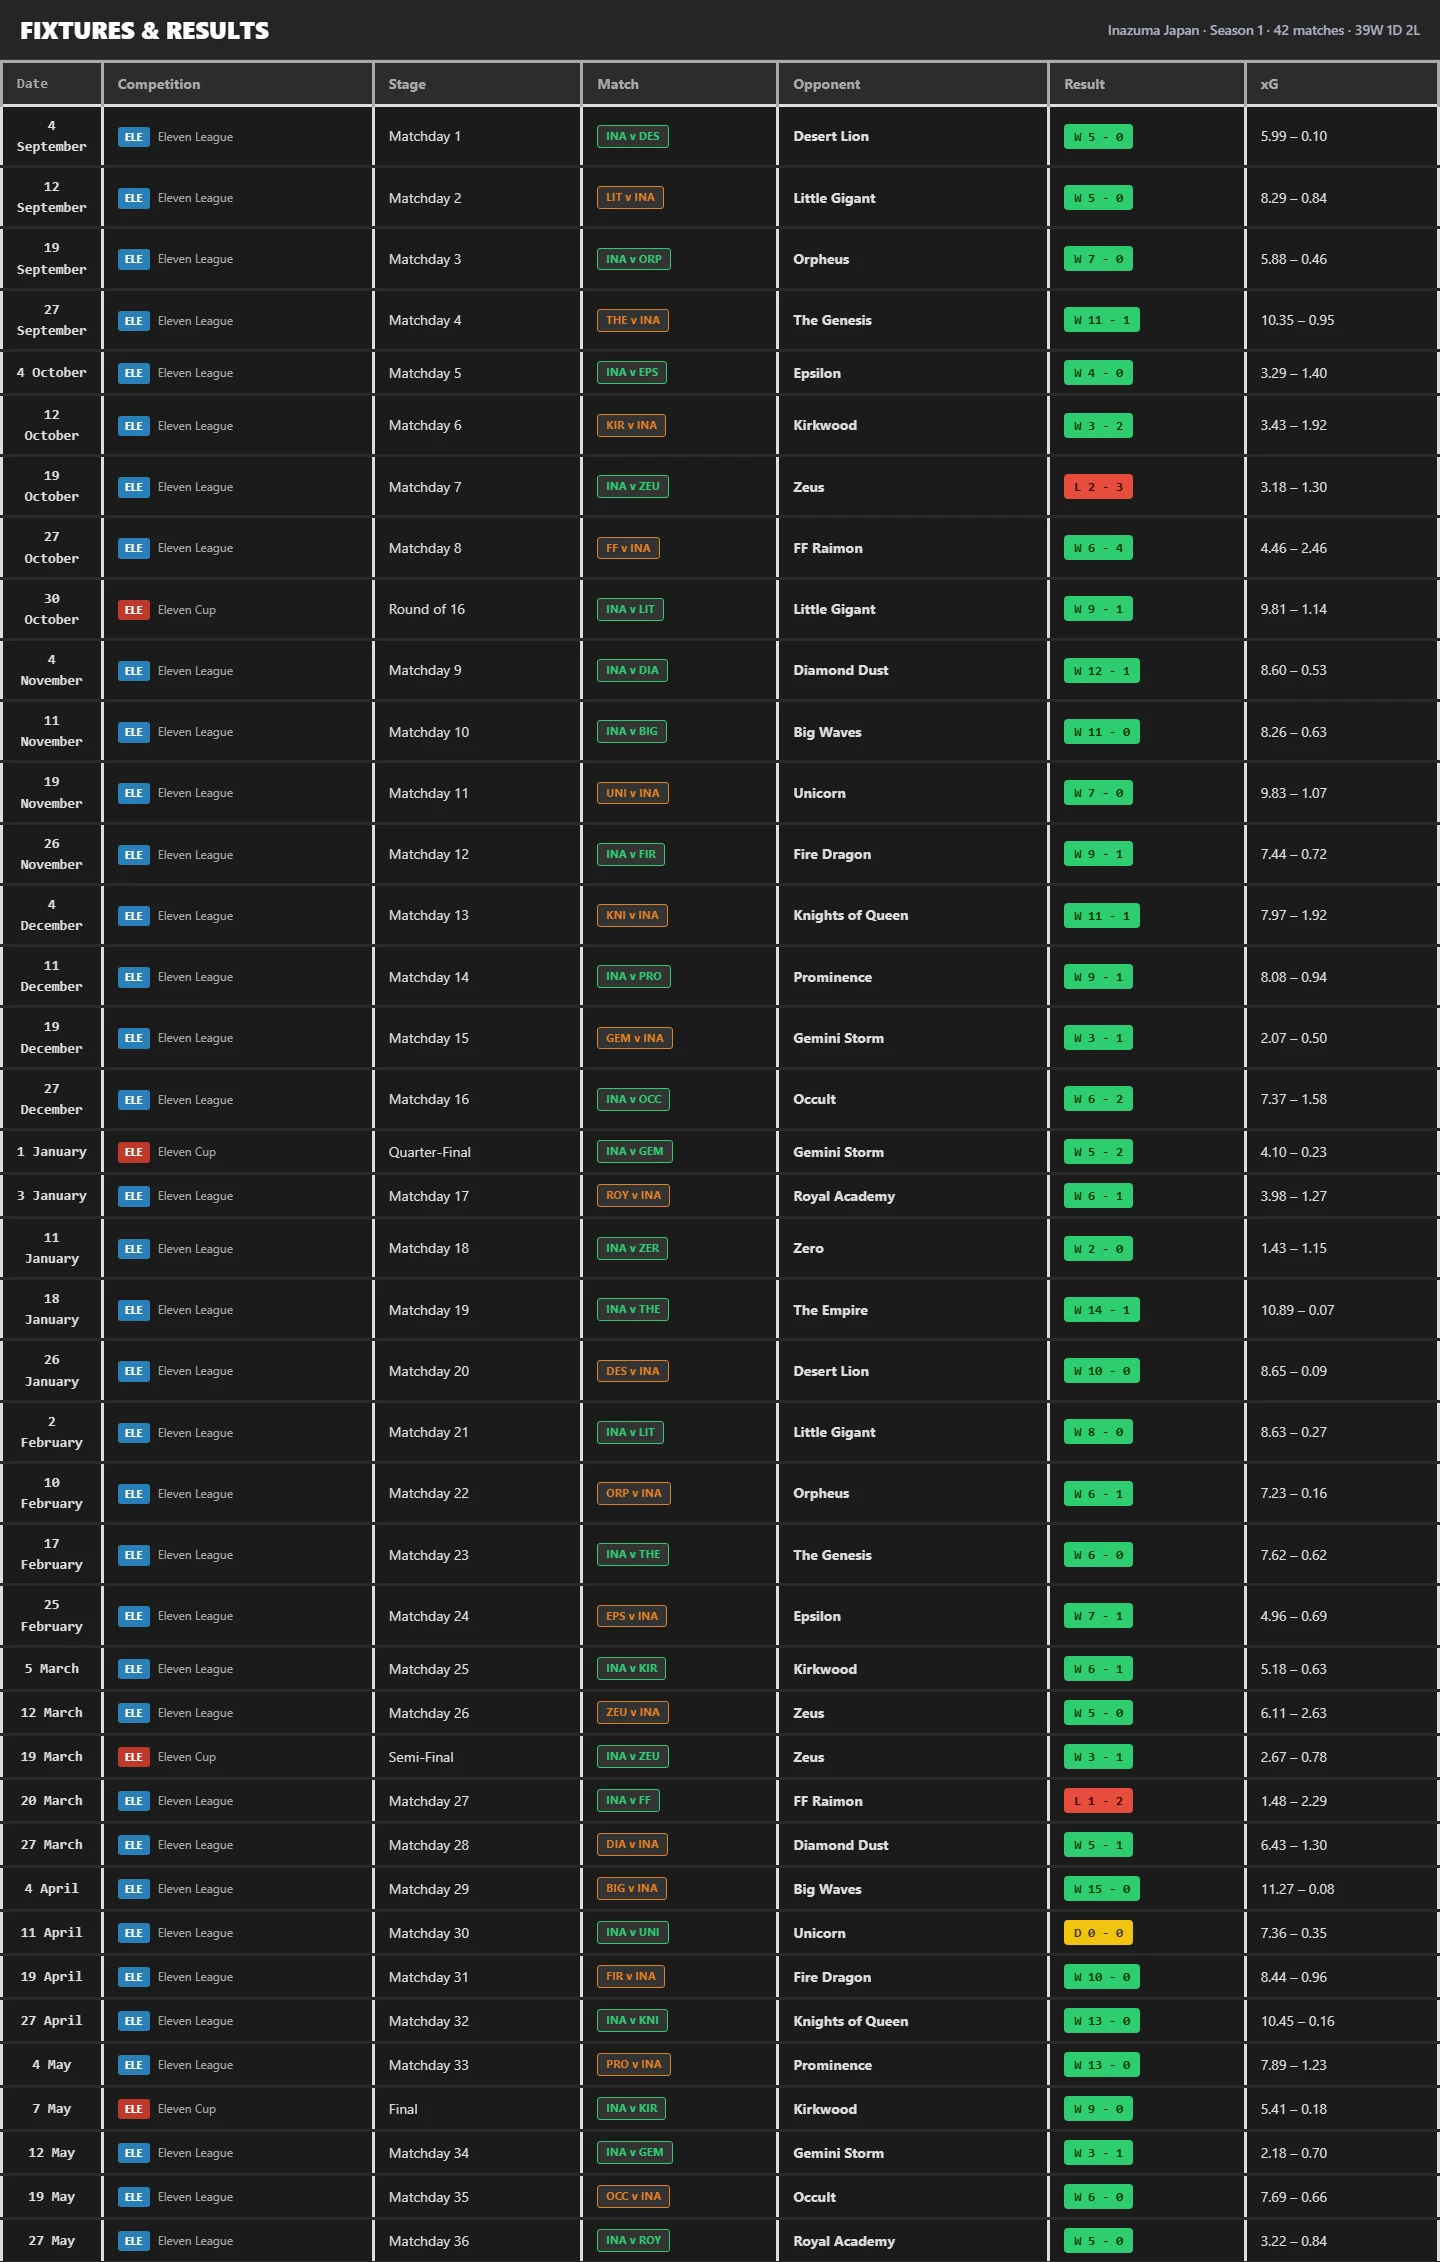 FIXTURES & RESULTS
Inazuma Japan · Season 1 · 42 matches · 39W 1D 2L
Date Competition Stage Match Opponent Result xG
4 September ELE Eleven League Matchday 1 INA v DES Desert Lion W 5 - 0 5.99 – 0.10
12 September ELE Eleven League Matchday 2 LIT v INA Little Gigant W 5 - 0 8.29 – 0.84
19 September ELE Eleven League Matchday 3 INA v ORP Orpheus W 7 - 0 5.88 – 0.46
27 September ELE Eleven League Matchday 4 THE v INA The Genesis W 11 - 1 10.35 – 0.95
4 October ELE Eleven League Matchday 5 INA v EPS Epsilon W 4 - 0 3.29 – 1.40
12 October ELE Eleven League Matchday 6 KIR v INA Kirkwood W 3 - 2 3.43 – 1.92
19 October ELE Eleven League Matchday 7 INA v ZEU Zeus L 2 - 3 3.18 – 1.30
27 October ELE Eleven League Matchday 8 FF v INA FF Raimon W 6 - 4 4.46 – 2.46
30 October ELE Eleven Cup Round of 16 INA v LIT Little Gigant W 9 - 1 9.81 – 1.14
4 November ELE Eleven League Matchday 9 INA v DIA Diamond Dust W 12 - 1 8.60 – 0.53
11 November ELE Eleven League Matchday 10 INA v BIG Big Waves W 11 - 0 8.26 – 0.63
19 November ELE Eleven League Matchday 11 UNI v INA Unicorn W 7 - 0 9.83 – 1.07
26 November ELE Eleven League Matchday 12 INA v FIR Fire Dragon W 9 - 1 7.44 – 0.72
4 December ELE Eleven League Matchday 13 KNI v INA Knights of Queen W 11 - 1 7.97 – 1.92
11 December ELE Eleven League Matchday 14 INA v PRO Prominence W 9 - 1 8.08 – 0.94
19 December ELE Eleven League Matchday 15 GEM v INA Gemini Storm W 3 - 1 2.07 – 0.50
27 December ELE Eleven League Matchday 16 INA v OCC Occult W 6 - 2 7.37 – 1.58
1 January ELE Eleven Cup Quarter-Final INA v GEM Gemini Storm W 5 - 2 4.10 – 0.23
3 January ELE Eleven League Matchday 17 ROY v INA Royal Academy W 6 - 1 3.98 – 1.27
11 January ELE Eleven League Matchday 18 INA v ZER Zero W 2 - 0 1.43 – 1.15
18 January ELE Eleven League Matchday 19 INA v THE The Empire W 14 - 1 10.89 – 0.07
26 January ELE Eleven League Matchday 20 DES v INA Desert Lion W 10 - 0 8.65 – 0.09
2 February ELE Eleven League Matchday 21 INA v LIT Little Gigant W 8 - 0 8.63 – 0.27
10 February ELE Eleven League Matchday 22 ORP v INA Orpheus W 6 - 1 7.23 – 0.16
17 February ELE Eleven League Matchday 23 INA v THE The Genesis W 6 - 0 7.62 – 0.62
25 February ELE Eleven League Matchday 24 EPS v INA Epsilon W 7 - 1 4.96 – 0.69
5 March ELE Eleven League Matchday 25 INA v KIR Kirkwood W 6 - 1 5.18 – 0.63
12 March ELE Eleven League Matchday 26 ZEU v INA Zeus W 5 - 0 6.11 – 2.63
19 March ELE Eleven Cup Semi-Final INA v ZEU Zeus W 3 - 1 2.67 – 0.78
20 March ELE Eleven League Matchday 27 INA v FF FF Raimon L 1 - 2 1.48 – 2.29
27 March ELE Eleven League Matchday 28 DIA v INA Diamond Dust W 5 - 1 6.43 – 1.30
4 April ELE Eleven League Matchday 29 BIG v INA Big Waves W 15 - 0 11.27 – 0.08
11 April ELE Eleven League Matchday 30 INA v UNI Unicorn D 0 - 0 7.36 – 0.35
19 April ELE Eleven League Matchday 31 FIR v INA Fire Dragon W 10 - 0 8.44 – 0.96
27 April ELE Eleven League Matchday 32 INA v KNI Knights of Queen W 13 - 0 10.45 – 0.16
4 May ELE Eleven League Matchday 33 PRO v INA Prominence W 13 - 0 7.89 – 1.23
7 May ELE Eleven Cup Final INA v KIR Kirkwood W 9 - 0 5.41 – 0.18
12 May ELE Eleven League Matchday 34 INA v GEM Gemini Storm W 3 - 1 2.18 – 0.70
19 May ELE Eleven League Matchday 35 OCC v INA Occult W 6 - 0 7.69 – 0.66
27 May ELE Eleven League Matchday 36 INA v ROY Royal Academy W 5 - 0 3.22 – 0.84